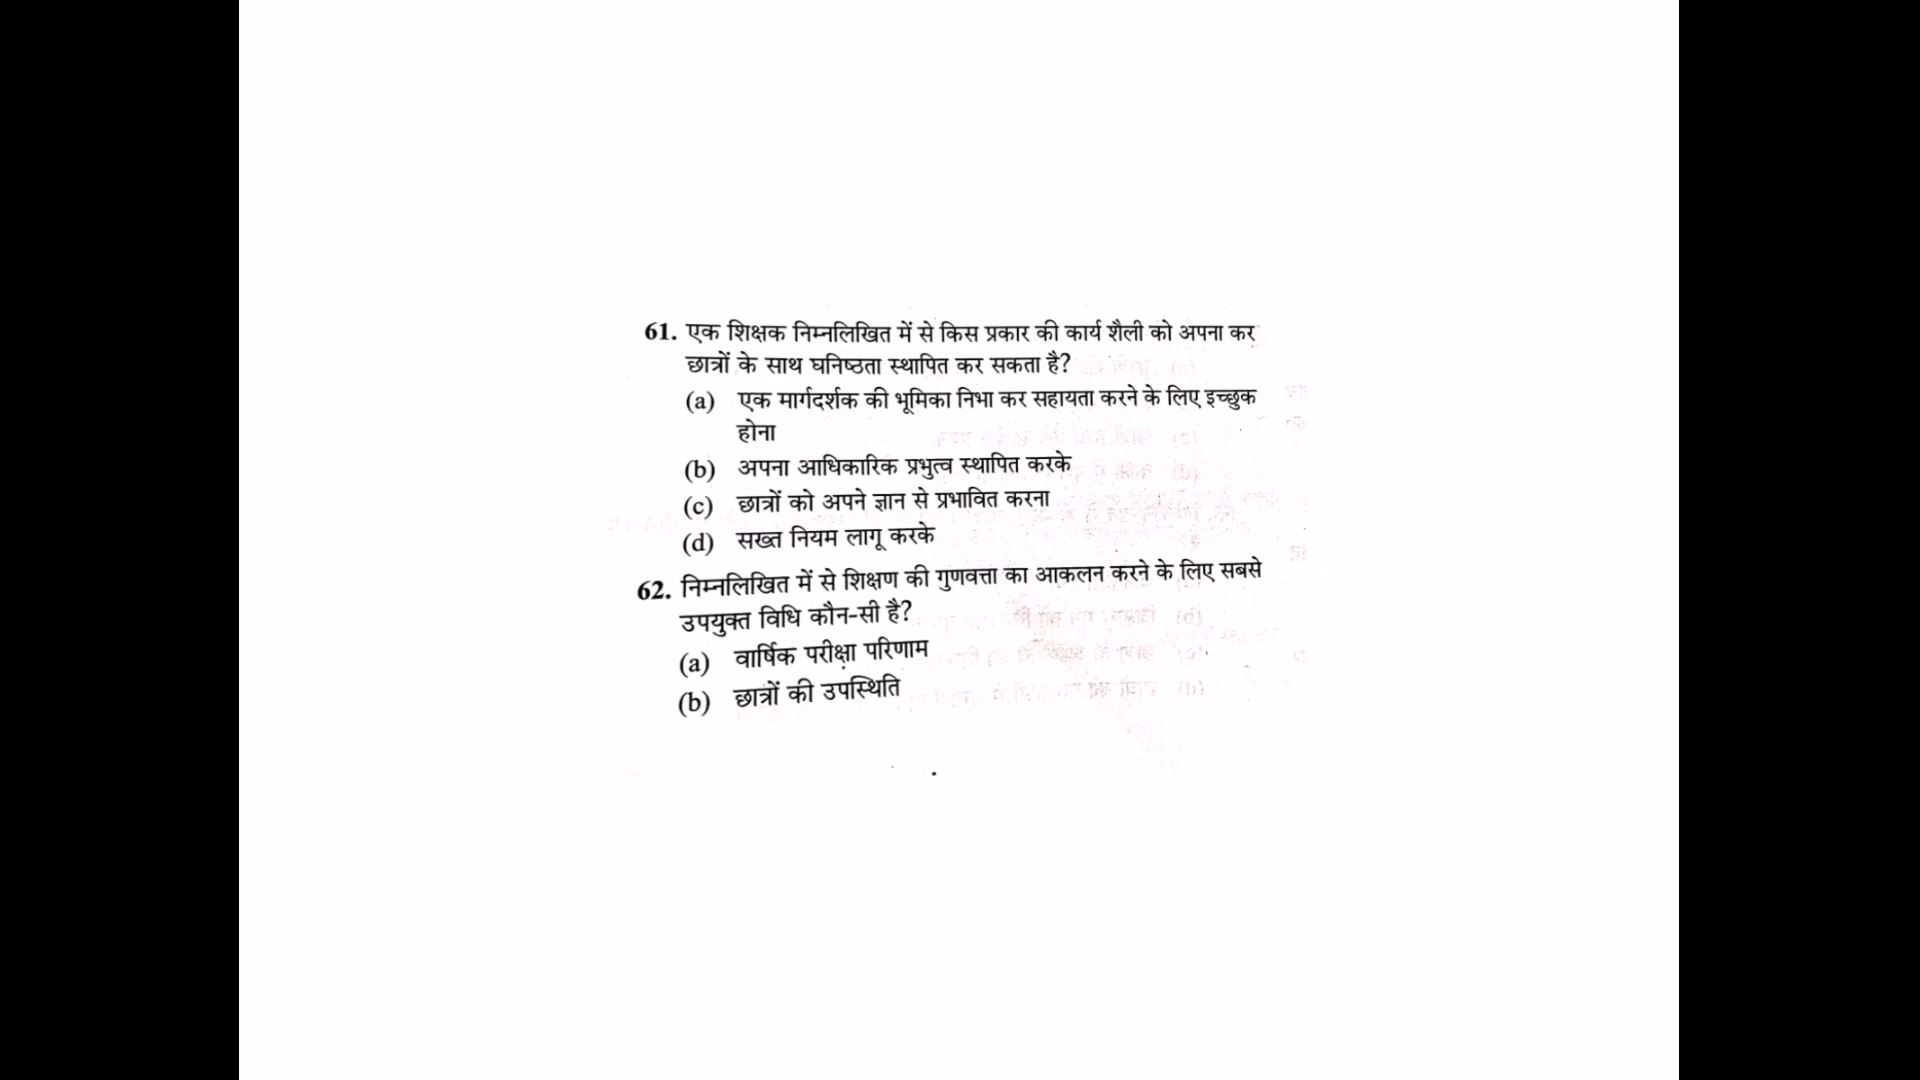 61. एक शिक्षक निम्नलिखित में से किस प्रकार की कार्य शैली को अपना कर
छात्रों के साथ घनिष्ठता स्थापित कर सकता है?
(a) एक मार्गदर्शक की भूमिका निभा कर सहायता करने के लिए इच्छुक
होना
(b) अपना आधिकारिक प्रभुत्व स्थापित करके
(c) छात्रों को अपने ज्ञान से प्रभावित करना
(d) सख्त नियम लागू करके
62. निम्नलिखित में से शिक्षण की गुणवत्ता का आकलन करने के लिए सबसे
उपयुक्त विधि कौन-सी है?
(a) वार्षिक परीक्षा परिणाम
(b) छात्रों की उपस्थिति